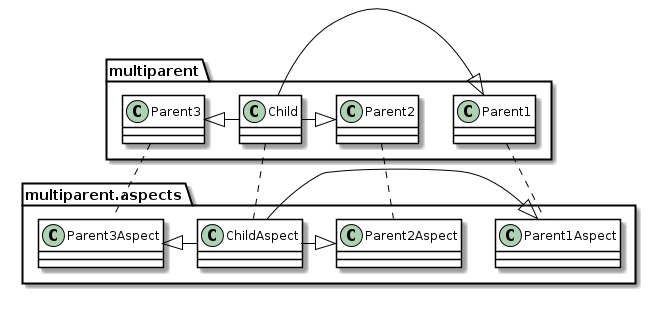 multiparent
C Parent3
C Child
C Parent2
C Parent1
multiparent.aspects
C Parent3Aspect
C ChildAspect
C Parent2Aspect
C Parent1Aspect